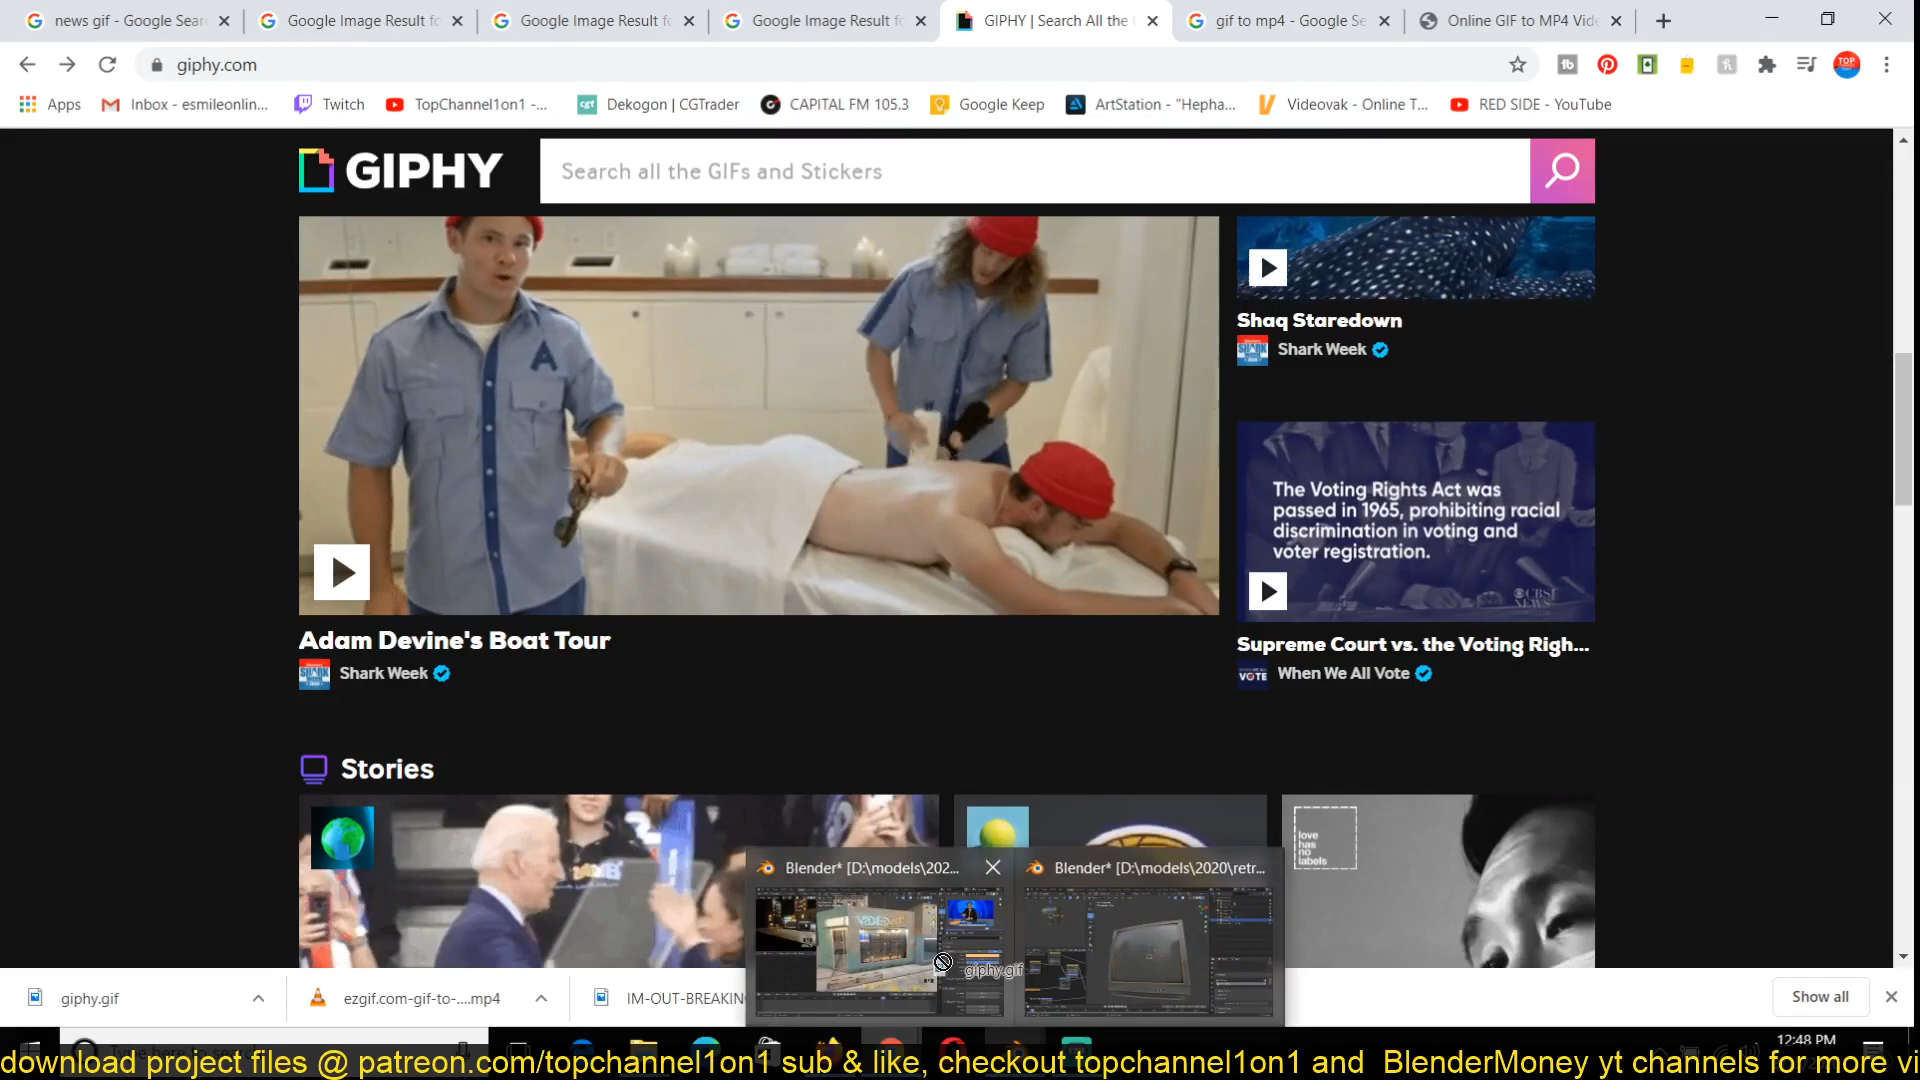 news gif - Google Sear
Google Image Result fo
Google Image Result fo
Google Image Result fo
GIPHY | Search All the
gif to mp4 - Google Se
Online GIF to MP4 Vide
giphy.com
TOP
Apps
Inbox - esmileonlin...
Twitch
TopChannel1on1 -...
Dekogon | CGTrader
CAPITAL FM 105.3
Google Keep
ArtStation - "Hepha...
Videovak - Online T...
RED SIDE - YouTube
GIPHY
Search all the GIFs and Stickers
A
Shaq Staredown
Shark Week
The Voting Rights Act was
passed in 1965, prohibiting racial
discrimination in voting and
voter registration.
CBS
NEWS
Adam Devine's Boat Tour
Shark Week
Supreme Court vs. the Voting Righ...
When We All Vote
Stories
love
has
no
labels
Blender* [D:\models\202...
Blender* [D:\models\2020\retr...
giphy.gif
giphy.gif
ezgif.com-gif-to-....mp4
IM-OUT-BREAKIN
Show all
12:48 PM
download project files @ patreon.com/topchannel1on1 sub & like, checkout topchannel1on1 and BlenderMoney yt channels for more vi